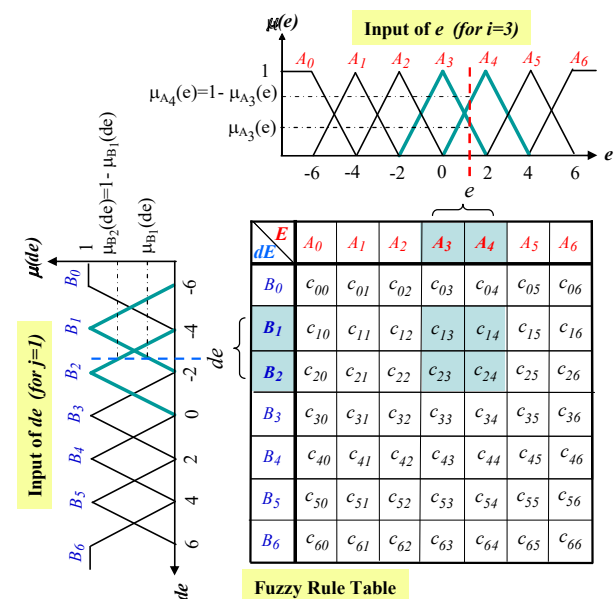 μ(e)
Input of e (for i=3)
A0 A1 A2 A3 A4 A5 A6
1
μA4(e)=1- μA3(e)
μA3(e)
-6 -4 -2 0 2 4 6 e
e
Input of de (for j=1)
μ(de)
1
μB2(de)=1- μB1(de)
μB1(de)
B0
B1
B2
B3
B4
B5
B6
-6
-4
-2
0
2
4
6
de
de
E
dE
A0 A1 A2 A3 A4 A5 A6
B0 c00 c01 c02 c03 c04 c05 c06
B1 c10 c11 c12 c13 c14 c15 c16
B2 c20 c21 c22 c23 c24 c25 c26
B3 c30 c31 c32 c33 c34 c35 c36
B4 c40 c41 c42 c43 c44 c45 c46
B5 c50 c51 c52 c53 c54 c55 c56
B6 c60 c61 c62 c63 c64 c65 c66
Fuzzy Rule Table